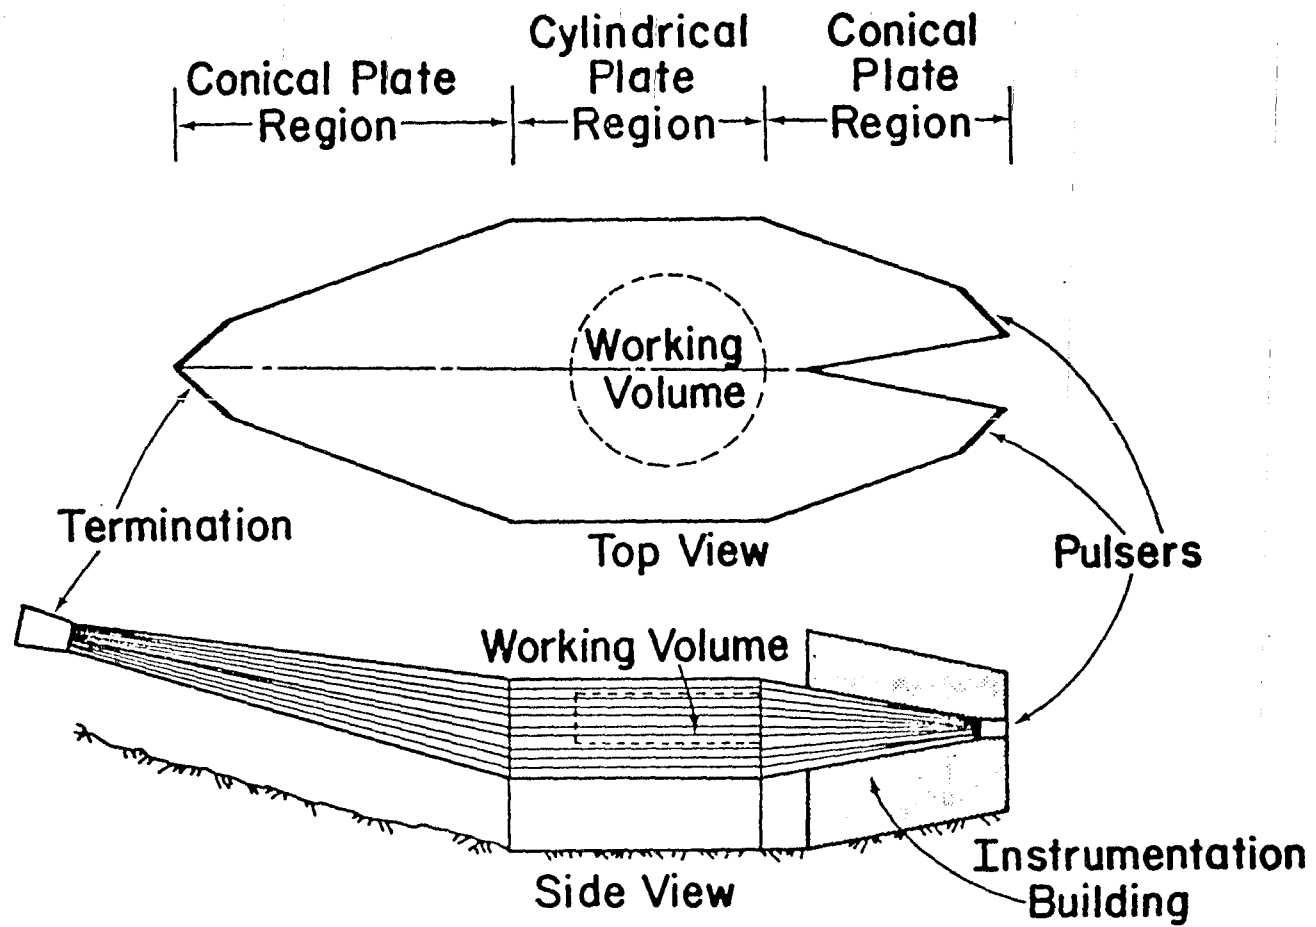 Conical Plate
Region
Cylindrical
Plate
Region
Conical
Plate
Region
Working
Volume
Termination
Top View
Pulsers
Working Volume
Instrumentation
Building
Side View